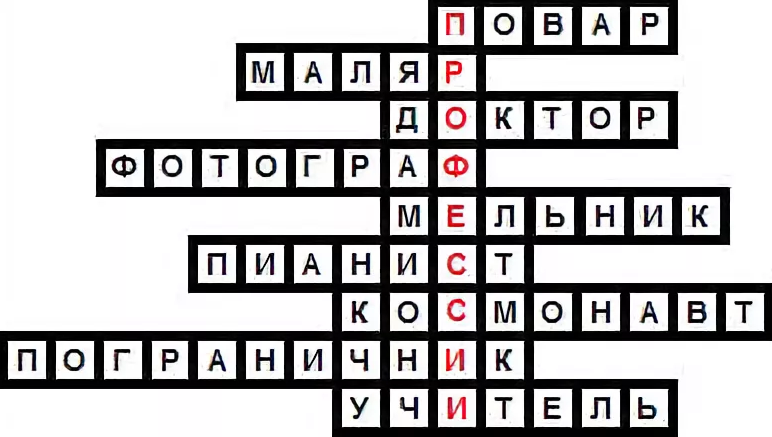 ПОВАР
МАЛЯР
ДОКТОР
ФОТОГРАФ
МЕЛЬНИК
ПИАНИСТ
КОСМОНАВТ
ПОГРАНИЧНИК
УЧИТЕЛЬ